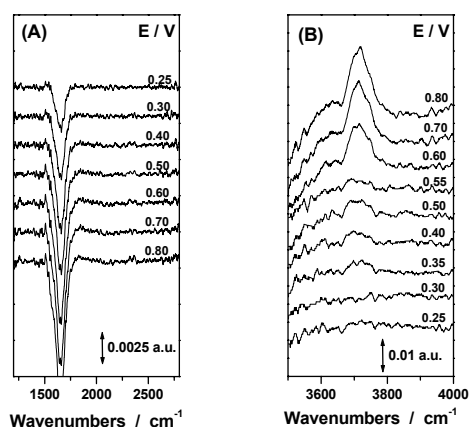 (A)
E / V
0.25
0.30
0.40
0.50
0.60
0.70
0.80
0.0025 a.u.
1500 2000 2500
Wavenumbers / cm-1
(B)
E / V
0.80
0.70
0.60
0.55
0.50
0.40
0.35
0.30
0.25
0.01 a.u.
3600 3800 4000
Wavenumbers / cm-1